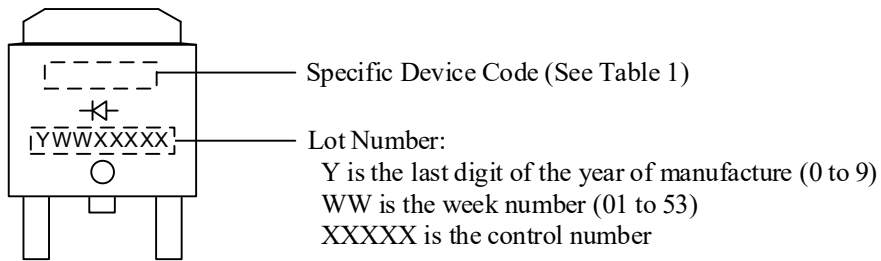 Specific Device Code (See Table 1)
YWWXXXXX
Lot Number:
Y is the last digit of the year of manufacture (0 to 9)
WW is the week number (01 to 53)
XXXXX is the control number